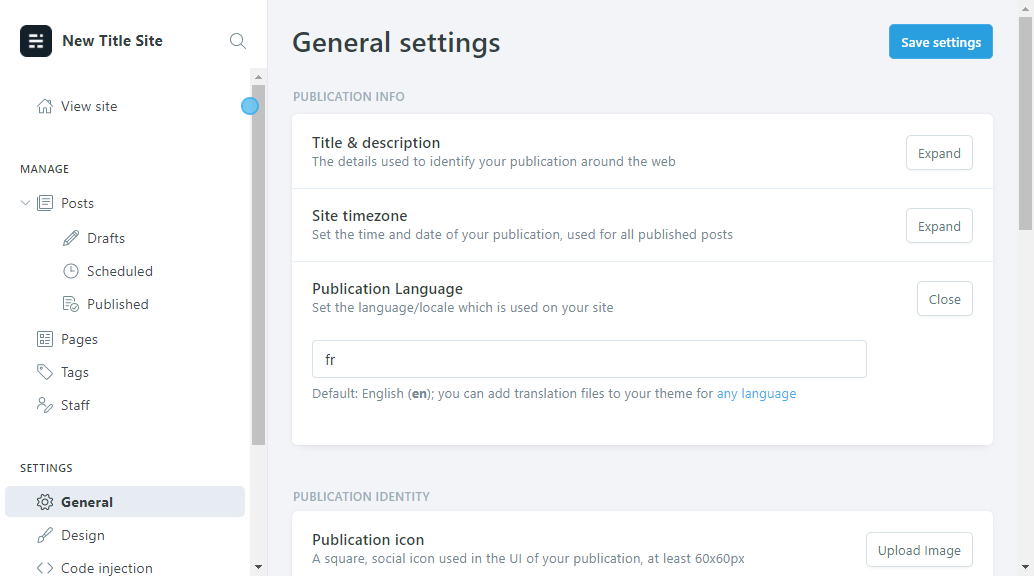 New Title Site
View site
MANAGE
Posts
Drafts
Scheduled
Published
Pages
Tags
Staff
SETTINGS
General
Design
Code injection
General settings
Save settings
PUBLICATION INFO
Title & description
The details used to identify your publication around the web
Expand
Site timezone
Set the time and date of your publication, used for all published posts
Expand
Publication Language
Set the language/locale which is used on your site
Close
fr
Default: English (en); you can add translation files to your theme for any language
PUBLICATION IDENTITY
Publication icon
A square, social icon used in the UI of your publication, at least 60x60px
Upload Image